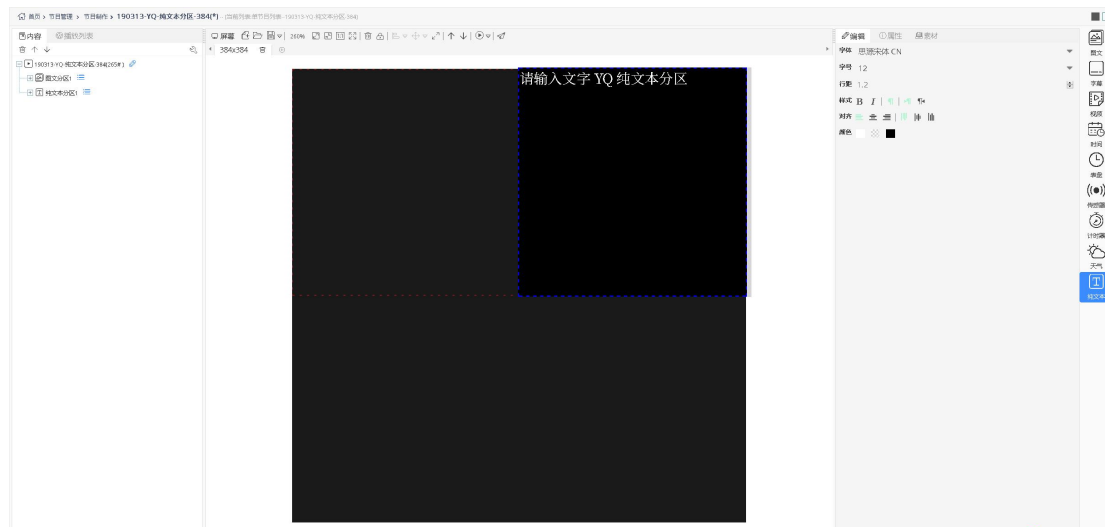 首页 › 节目管理 › 节目制作 › 190313-YQ-纯文本分区-384(*)
内容 播放列表
190313-YQ-纯文本分区-384(265#)
图文分区1
纯文本分区1
屏幕 260%
384x384
请输入文字 YQ 纯文本分区
编辑 属性 素材
字体 思源宋体 CN
字号 12
行距 1.2
样式 B I
对齐
颜色
图文
字幕
视频
时间
表盘
传感器
计时器
天气
T
纯文本